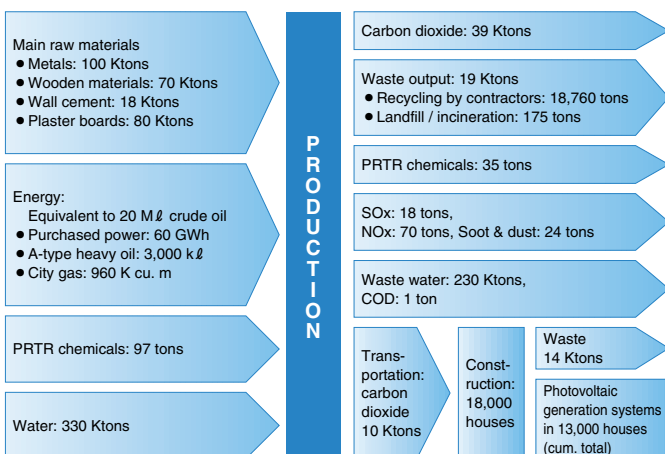 Main raw materials
● Metals: 100 Ktons
● Wooden materials: 70 Ktons
● Wall cement: 18 Ktons
● Plaster boards: 80 Ktons
Energy:
Equivalent to 20 Mℓ crude oil
● Purchased power: 60 GWh
● A-type heavy oil: 3,000 kℓ
● City gas: 960 K cu. m
PRTR chemicals: 97 tons
Water: 330 Ktons
PRODUCTION
Carbon dioxide: 39 Ktons
Waste output: 19 Ktons
● Recycling by contractors: 18,760 tons
● Landfill / incineration: 175 tons
PRTR chemicals: 35 tons
SOx: 18 tons,
NOx: 70 tons, Soot & dust: 24 tons
Waste water: 230 Ktons,
COD: 1 ton
Trans-
portation:
carbon
dioxide
10 Ktons
Const-
ruction:
18,000
houses
Waste
14 Ktons
Photovoltaic
generation systems
in 13,000 houses
(cum. total)